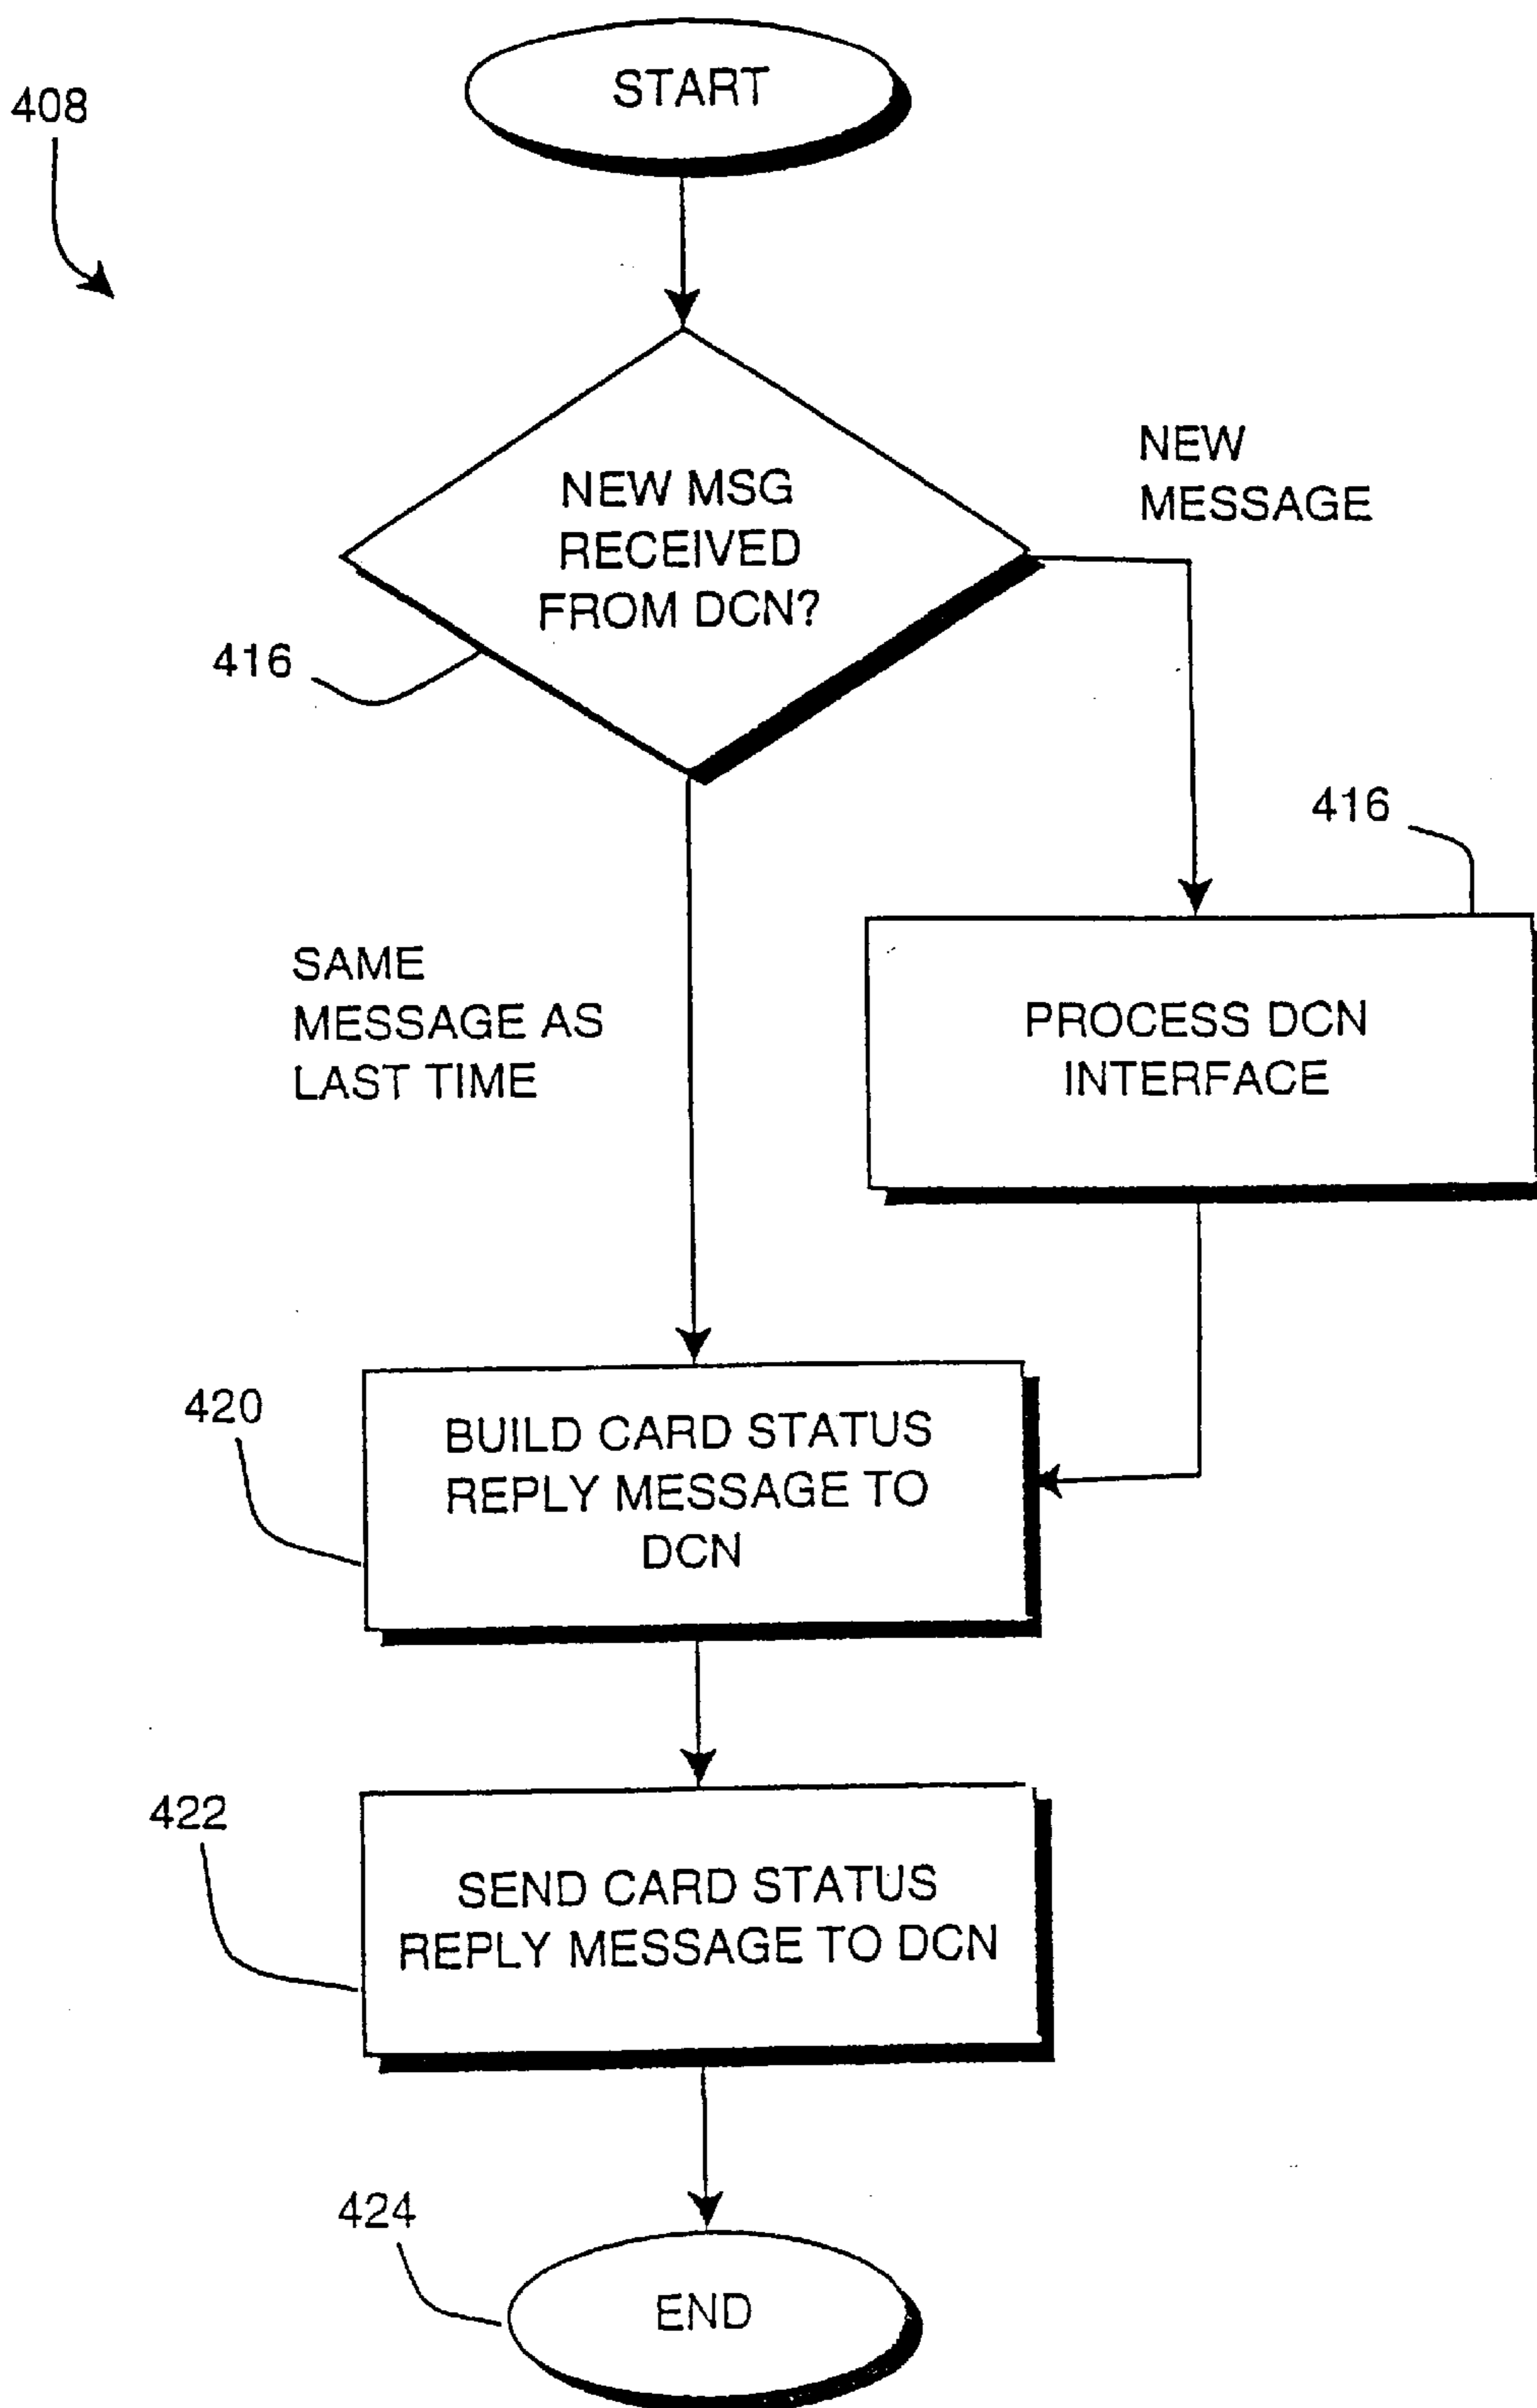 START
408
NEW MSG
RECEIVED
FROM DCN?
NEW
MESSAGE
416
416
SAME
MESSAGE AS
LAST TIME
PROCESS DCN
INTERFACE
420
BUILD CARD STATUS
REPLY MESSAGE TO
DCN
422
SEND CARD STATUS
REPLY MESSAGE TO DCN
424
END